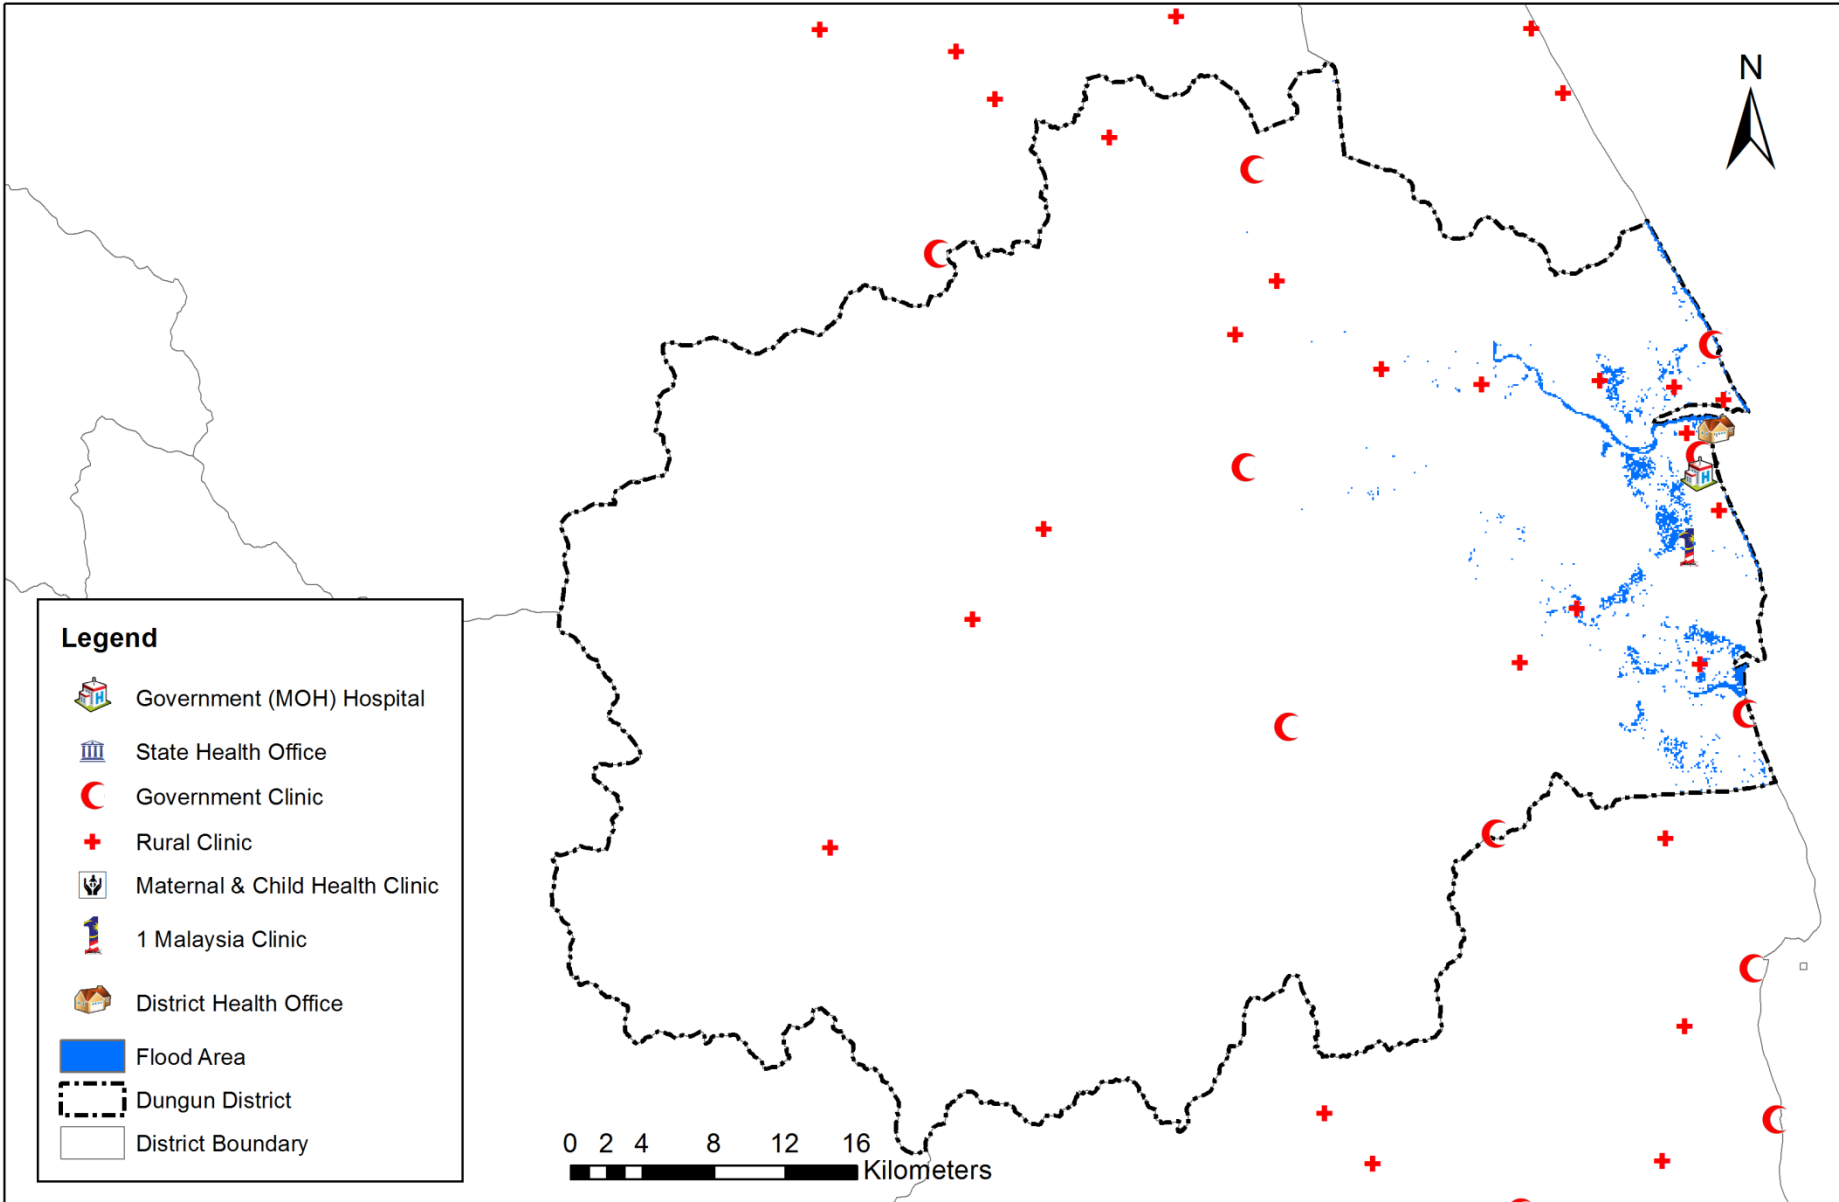 N
Legend
Government (MOH) Hospital
State Health Office
Government Clinic
Rural Clinic
Maternal & Child Health Clinic
1 Malaysia Clinic
District Health Office
Flood Area
Dungun District
District Boundary
0 2 4 8 12 16
Kilometers